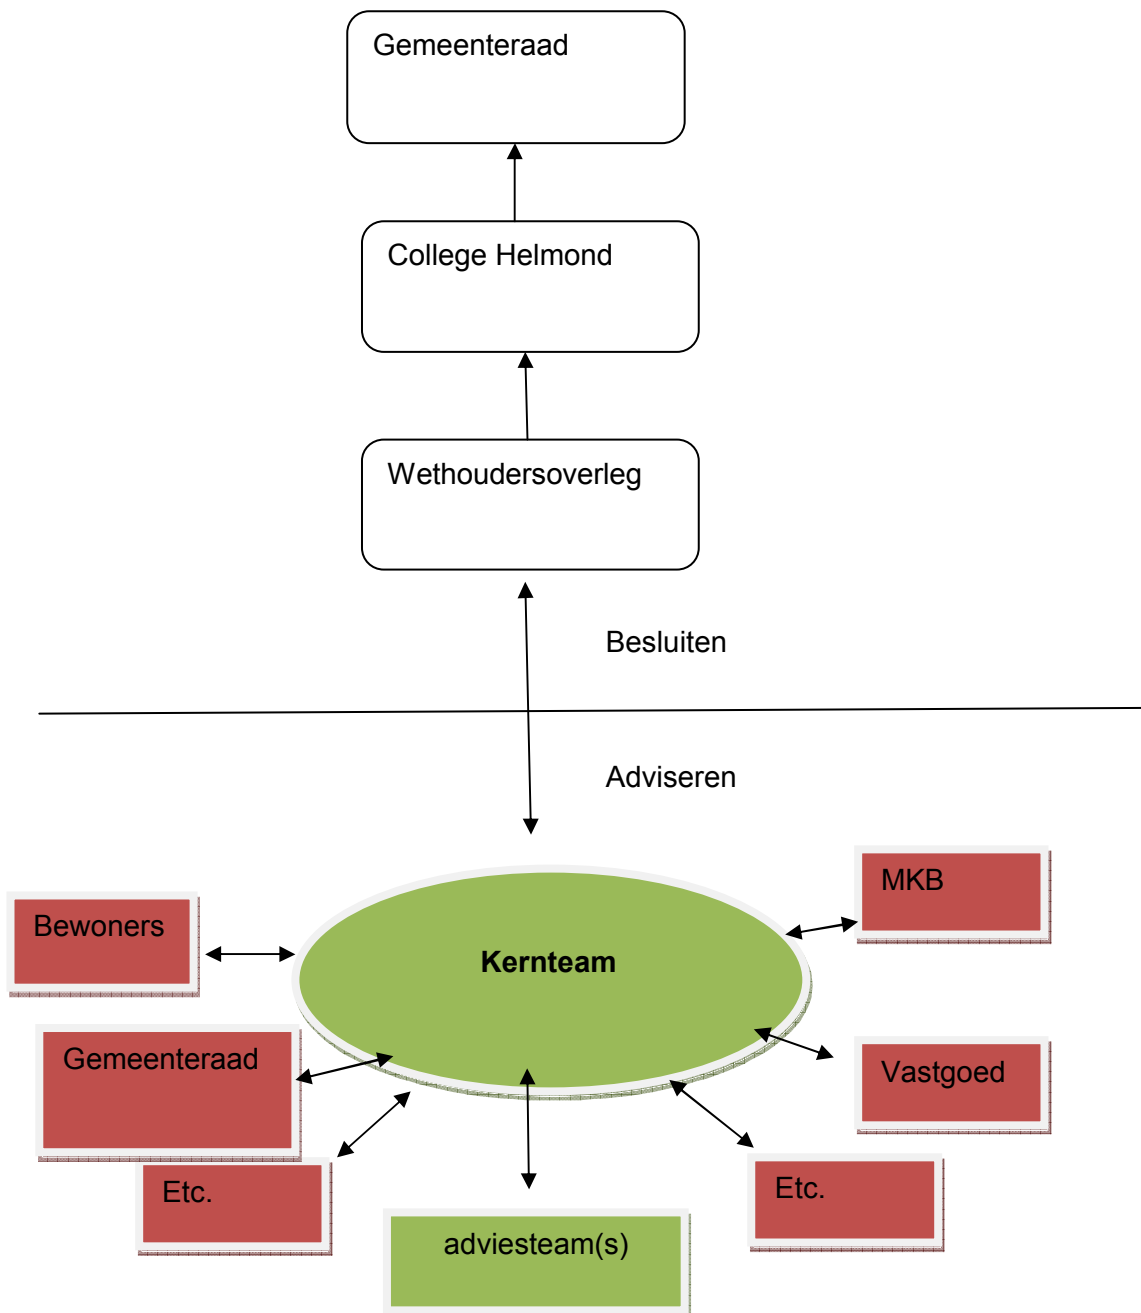 Gemeenteraad
College Helmond
Wethoudersoverleg
Besluiten
Adviseren
MKB
Bewoners
Kernteam
Gemeenteraad
Vastgoed
Etc.
Etc.
adviesteam(s)